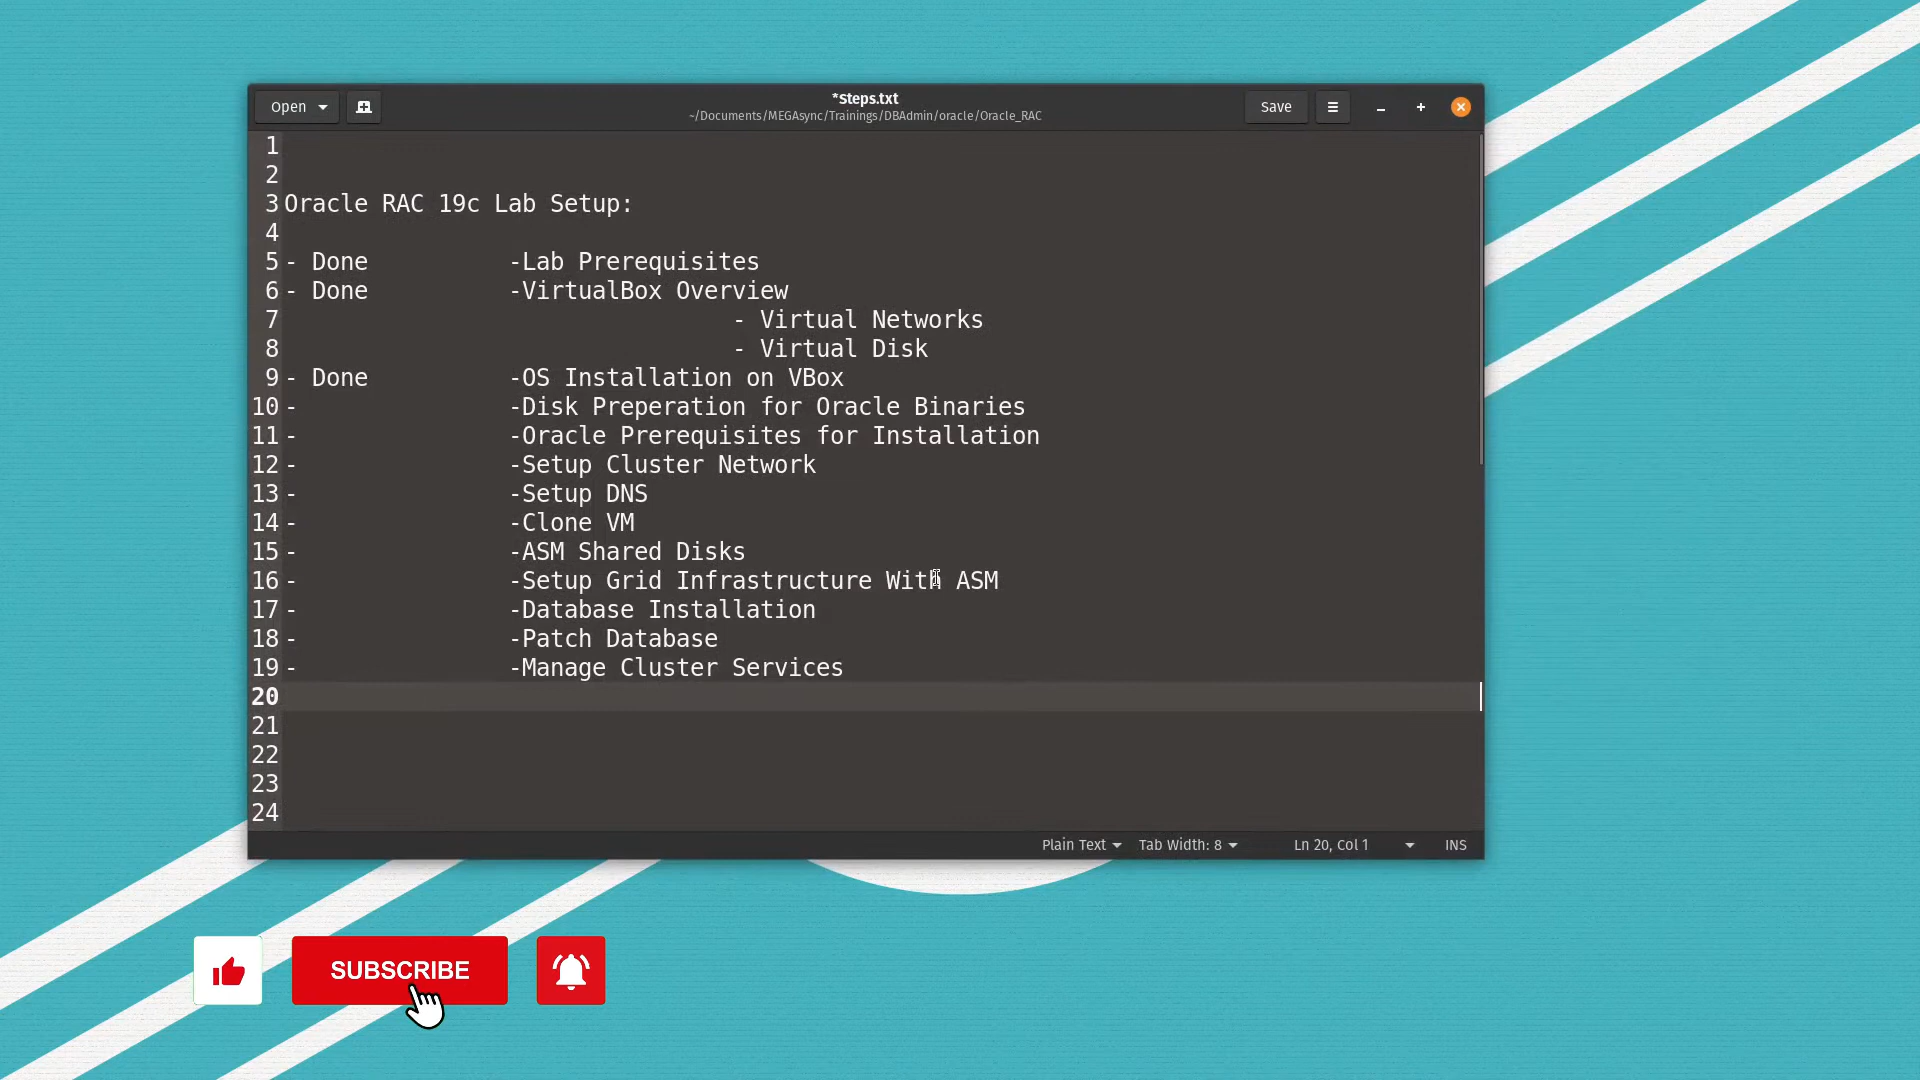 Open
*Steps.txt
~/Documents/MEGAsync/Trainings/DBAdmin/oracle/Oracle_RAC
Save
1
2
3 Oracle RAC 19c Lab Setup:
4
5 - Done -Lab Prerequisites
6 - Done -VirtualBox Overview
7 - Virtual Networks
8 - Virtual Disk
9 - Done -OS Installation on VBox
10 - -Disk Preperation for Oracle Binaries
11 - -Oracle Prerequisites for Installation
12 - -Setup Cluster Network
13 - -Setup DNS
14 - -Clone VM
15 - -ASM Shared Disks
16 - -Setup Grid Infrastructure With ASM
17 - -Database Installation
18 - -Patch Database
19 - -Manage Cluster Services
20
21
22
23
24
Plain Text Tab Width: 8 Ln 20, Col 1 INS
SUBSCRIBE